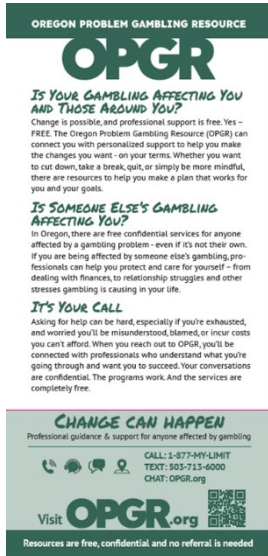 OREGON PROBLEM GAMBLING RESOURCE
OPGR
IS YOUR GAMBLING AFFECTING YOU
AND THOSE AROUND YOU?
Change is possible, and professional support is free. Yes –
FREE. The Oregon Problem Gambling Resource (OPGR) can
connect you with personalized support to help you make
the changes you want - on your terms. Whether you want
to cut down, take a break, quit, or simply be more mindful,
there are resources to help you make a plan that works for
you and your goals.
IS SOMEONE ELSE'S GAMBLING
AFFECTING YOU?
In Oregon, there are free confidential services for anyone
affected by a gambling problem - even if it's not their own.
If you are being affected by someone else's gambling, pro-
fessionals can help you protect and care for yourself – from
dealing with finances, to relationship struggles and other
stresses gambling is causing in your life.
IT'S YOUR CALL
Asking for help can be hard, especially if you're exhausted,
and worried you'll be misunderstood, blamed, or incur costs
you can't afford. When you reach out to OPGR, you'll be
connected with professionals who understand what you're
going through and want you to succeed. Your conversations
are confidential. The programs work. And the services are
completely free.
CHANGE CAN HAPPEN
Professional guidance & support for anyone affected by gambling
CALL: 1-877-MY-LIMIT
TEXT: 503-713-6000
CHAT: OPGR.org
Visit OPGR.org
Resources are free, confidential and no referral is needed